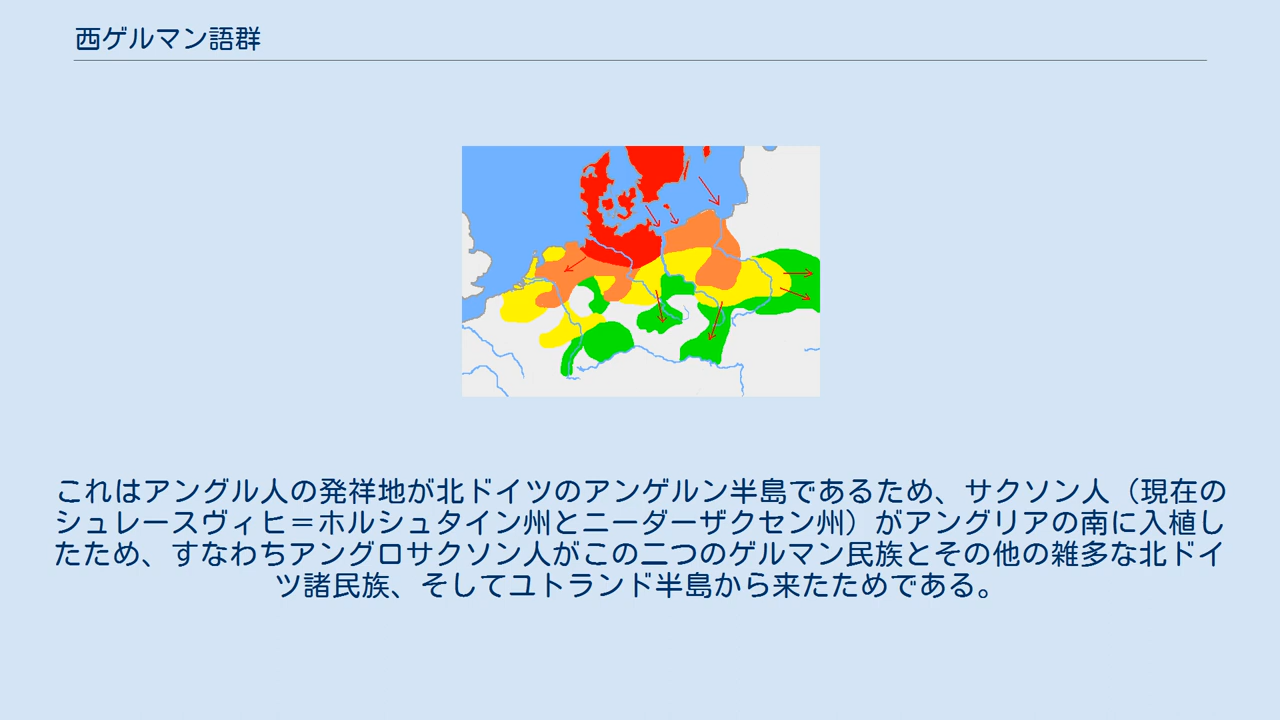 西ゲルマン語群
これはアングル人の発祥地が北ドイツのアンゲルン半島であるため、サクソン人（現在の
シュレースヴィヒ＝ホルシュタイン州とニーダーザクセン州）がアングリアの南に入植し
たため、すなわちアングロサクソン人がこの二つのゲルマン民族とその他の雑多な北ドイ
ツ諸民族、そしてユトランド半島から来たためである。